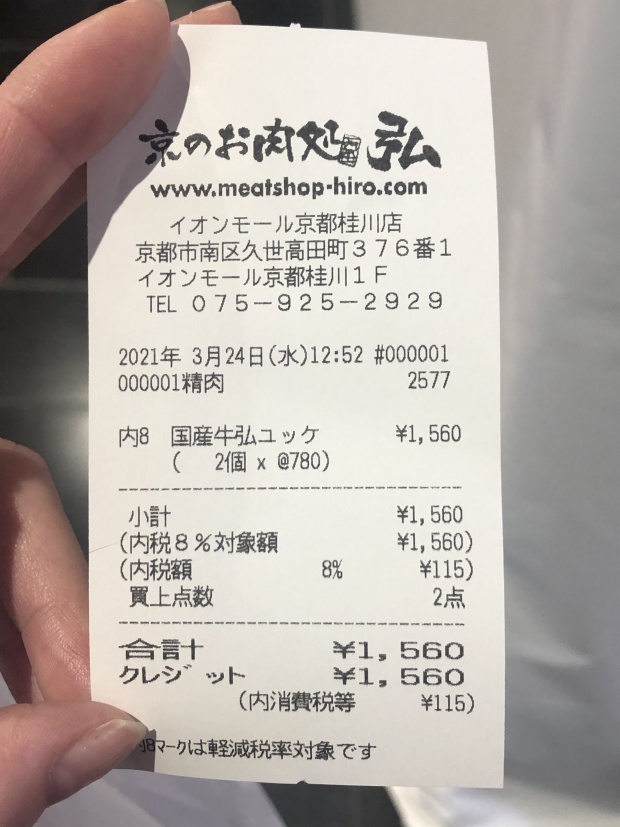 京のお肉処 弘
www.meatshop-hiro.com
イオンモール京都桂川店
京都市南区久世高田町３７６番１
イオンモール京都桂川１Ｆ
TEL ０７５－９２５－２９２９
2021年 3月24日(水)12:52 #000001
000001精肉 2577
内8 国産牛弘ユッケ ¥1,560
( 2個 x @780)
小計 ¥1,560
(内税８％対象額 ¥1,560)
(内税額 8% ¥115)
買上点数 2点
合計 ¥1,560
クレジット ¥1,560
(内消費税等 ¥115)
8マークは軽減税率対象です